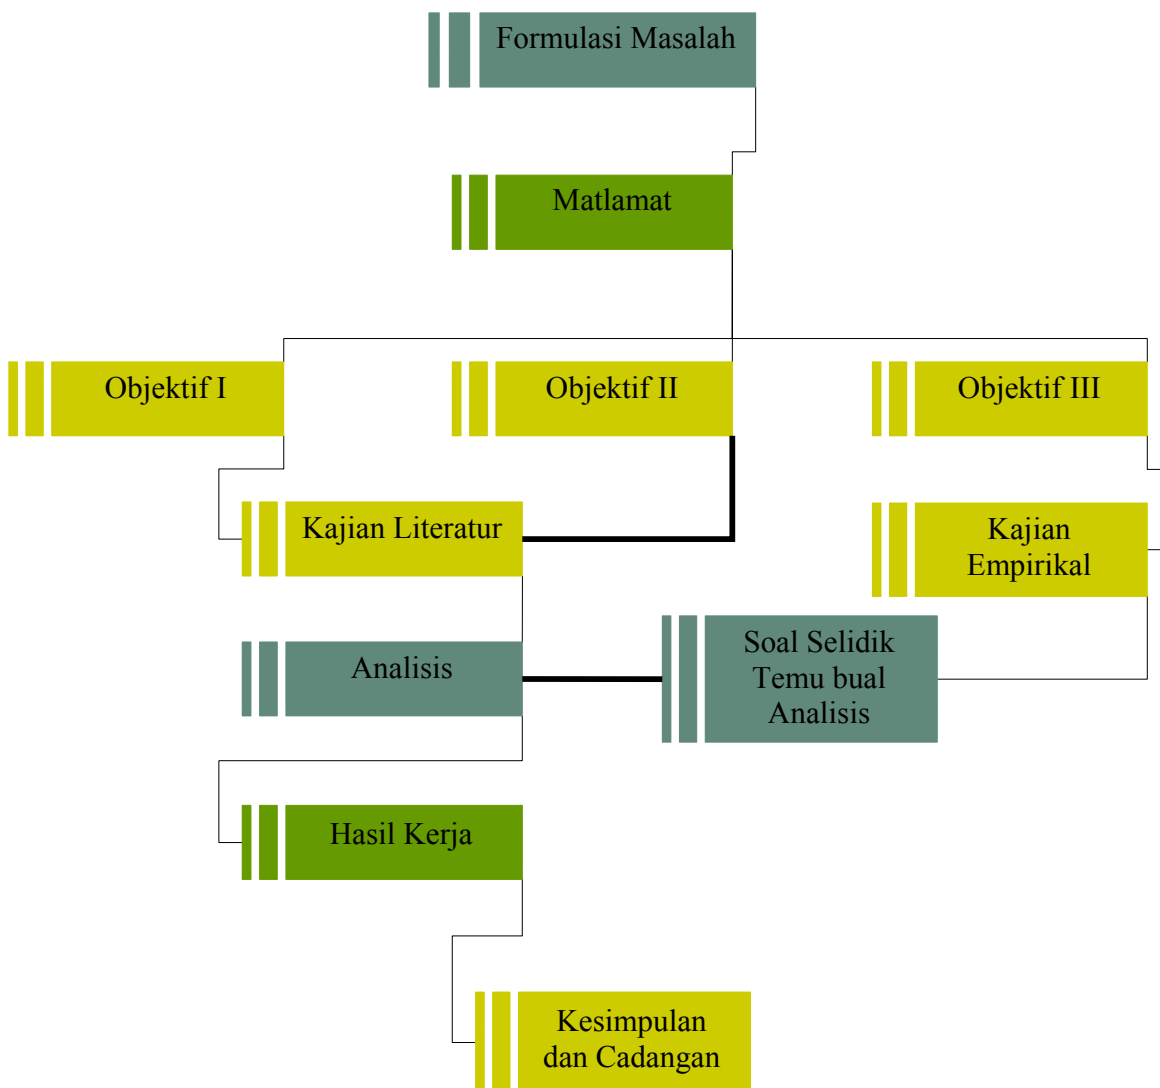 Formulasi Masalah
Matlamat
Objektif I
Objektif II
Objektif III
Kajian Literatur
Kajian
Empirikal
Analisis
Soal Selidik
Temu bual
Analisis
Hasil Kerja
Kesimpulan
dan Cadangan